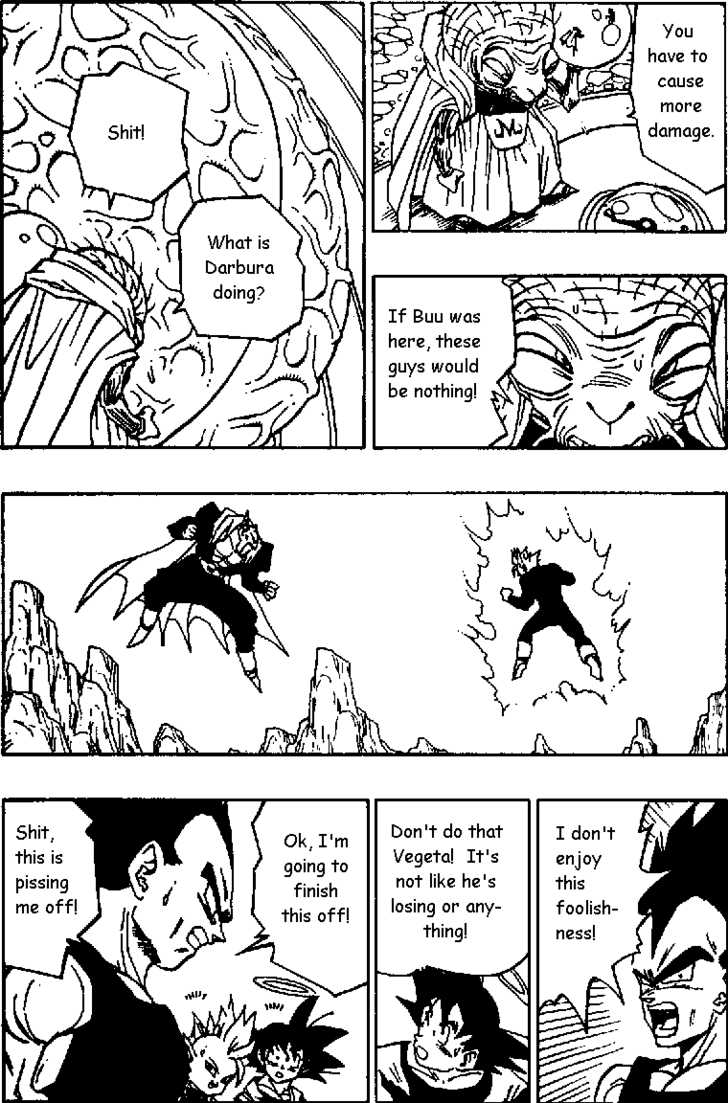 You
have to
cause
more
damage.
If Buu was
here, these
guys would
be nothing!
Shit!
What is
Darbura
doing?
I don't
enjoy
this
foolish-
ness!
Don't do that
Vegeta! It's
not like he's
losing or any-
thing!
Ok, I'm
going to
finish
this off!
Shit,
this is
pissing
me off!